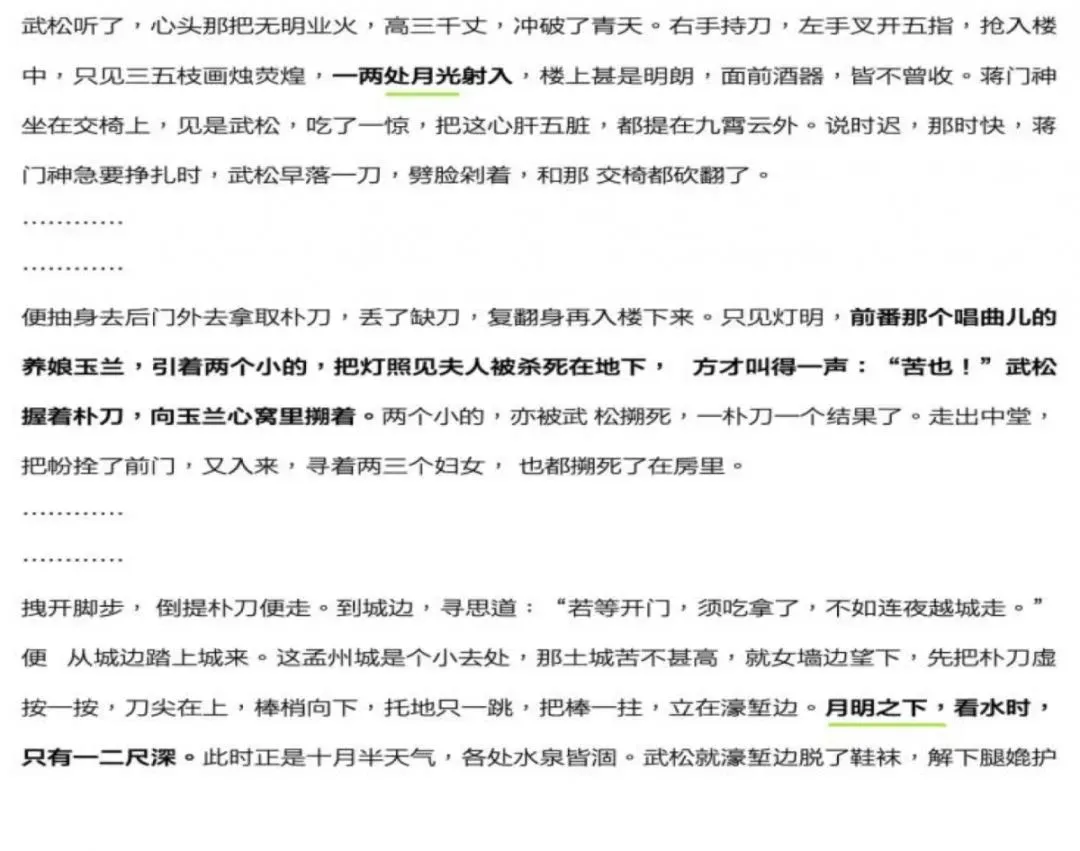 武松听了，心头那把无明业火，高三千丈，冲破了青天。右手持刀，左手叉开五指，抢入楼
中，只见三五枝画烛荧煌，一两处月光射入，楼上甚是明朗，面前酒器，皆不曾收。蒋门神
坐在交椅上，见是武松，吃了一惊，把这心肝五脏，都提在九霄云外。说时迟，那时快，蒋
门神急要挣扎时，武松早落一刀，劈脸剁着，和那 交椅都砍翻了。
…………
…………
便抽身去后门外去拿取朴刀，丢了缺刀，复翻身再入楼下来。只见灯明，前番那个唱曲儿的
养娘玉兰，引着两个小的，把灯照见夫人被杀死在地下， 方才叫得一声：“苦也！”武松
握着朴刀，向玉兰心窝里搠着。两个小的，亦被武 松搠死，一朴刀一个结果了。走出中堂，
把帉拴了前门，又入来，寻着两三个妇女， 也都搠死了在房里。
…………
…………
拽开脚步， 倒提朴刀便走。到城边，寻思道：“若等开门，须吃拿了，不如连夜越城走。”
便 从城边踏上城来。这孟州城是个小去处，那土城苦不甚高，就女墙边望下，先把朴刀虚
按一按，刀尖在上，棒梢向下，托地只一跳，把棒一拄，立在濠堑边。月明之下，看水时，
只有一二尺深。此时正是十月半天气，各处水泉皆涸。武松就濠堑边脱了鞋袜，解下腿絣护